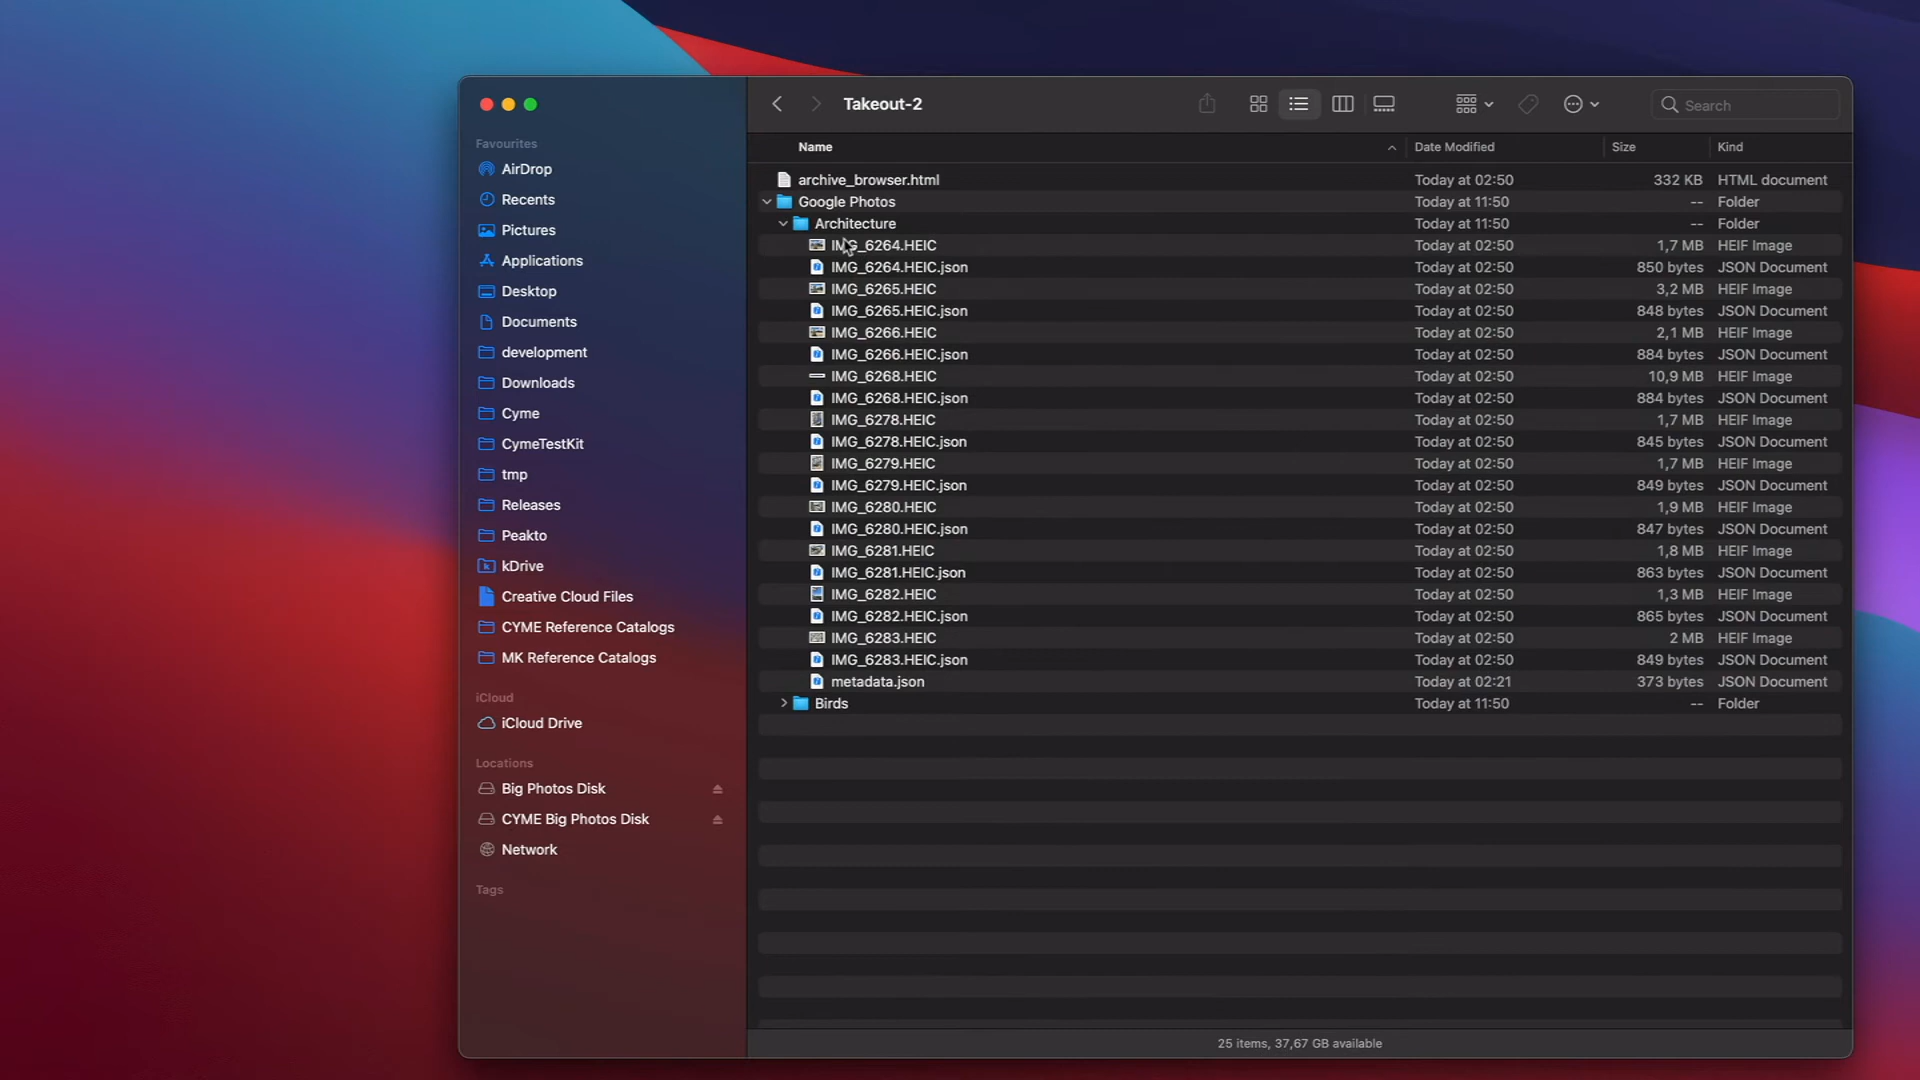 Takeout-2
Search
Favourites
AirDrop
Recents
Pictures
Applications
Desktop
Documents
development
Downloads
Cyme
CymeTestKit
tmp
Releases
Peakto
kDrive
Creative Cloud Files
CYME Reference Catalogs
MK Reference Catalogs
iCloud
iCloud Drive
Locations
Big Photos Disk
CYME Big Photos Disk
Network
Tags
Name Date Modified Size Kind
archive_browser.html Today at 02:50 332 KB HTML document
Google Photos Today at 11:50 -- Folder
Architecture Today at 11:50 -- Folder
IMG_6264.HEIC Today at 02:50 1,7 MB HEIF Image
IMG_6264.HEIC.json Today at 02:50 850 bytes JSON Document
IMG_6265.HEIC Today at 02:50 3,2 MB HEIF Image
IMG_6265.HEIC.json Today at 02:50 848 bytes JSON Document
IMG_6266.HEIC Today at 02:50 2,1 MB HEIF Image
IMG_6266.HEIC.json Today at 02:50 884 bytes JSON Document
IMG_6268.HEIC Today at 02:50 10,9 MB HEIF Image
IMG_6268.HEIC.json Today at 02:50 884 bytes JSON Document
IMG_6278.HEIC Today at 02:50 1,7 MB HEIF Image
IMG_6278.HEIC.json Today at 02:50 845 bytes JSON Document
IMG_6279.HEIC Today at 02:50 1,7 MB HEIF Image
IMG_6279.HEIC.json Today at 02:50 849 bytes JSON Document
IMG_6280.HEIC Today at 02:50 1,9 MB HEIF Image
IMG_6280.HEIC.json Today at 02:50 847 bytes JSON Document
IMG_6281.HEIC Today at 02:50 1,8 MB HEIF Image
IMG_6281.HEIC.json Today at 02:50 863 bytes JSON Document
IMG_6282.HEIC Today at 02:50 1,3 MB HEIF Image
IMG_6282.HEIC.json Today at 02:50 865 bytes JSON Document
IMG_6283.HEIC Today at 02:50 2 MB HEIF Image
IMG_6283.HEIC.json Today at 02:50 849 bytes JSON Document
metadata.json Today at 02:21 373 bytes JSON Document
Birds Today at 11:50 -- Folder
25 items, 37,67 GB available